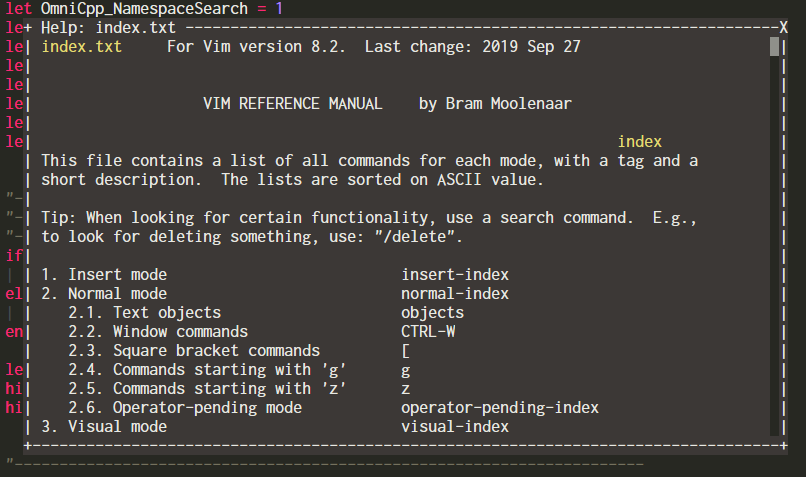 let OmniCpp_NamespaceSearch = 1
le+ Help: index.txt ------------------------------------------------------------------X
le| index.txt     For Vim version 8.2.  Last change: 2019 Sep 27
le|
le|
le|                   VIM REFERENCE MANUAL    by Bram Moolenaar
le|
le|                                                                 index
  | This file contains a list of all commands for each mode, with a tag and a
  | short description.  The lists are sorted on ASCII value.
"-|
"-| Tip: When looking for certain functionality, use a search command.  E.g.,
"-| to look for deleting something, use: "/delete".
if|
| | 1. Insert mode                          insert-index
el| 2. Normal mode                          normal-index
| |    2.1. Text objects                    objects
en|    2.2. Window commands                 CTRL-W
  |    2.3. Square bracket commands         [
le|    2.4. Commands starting with 'g'      g
hi|    2.5. Commands starting with 'z'      z
hi|    2.6. Operator-pending mode           operator-pending-index
  | 3. Visual mode                          visual-index
  +-----------------------------------------------------------------------------------+
"----------------------------------------------------------------------